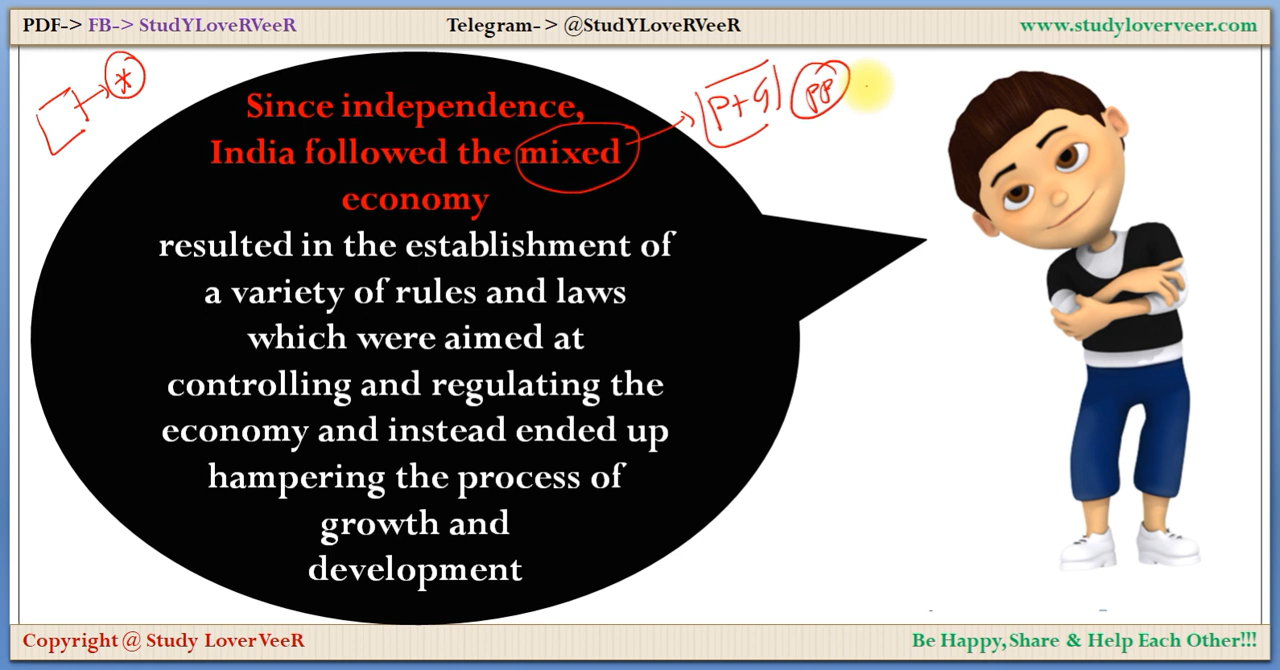 PDF-> FB-> StudYLoveRVeeR Telegram- > @StudYLoveRVeeR www.studyloverveer.com
*
P+G PP
Since independence,
India followed the mixed
economy
resulted in the establishment of
a variety of rules and laws
which were aimed at
controlling and regulating the
economy and instead ended up
hampering the process of
growth and
development
Copyright @ Study LoverVeeR Be Happy, Share & Help Each Other!!!